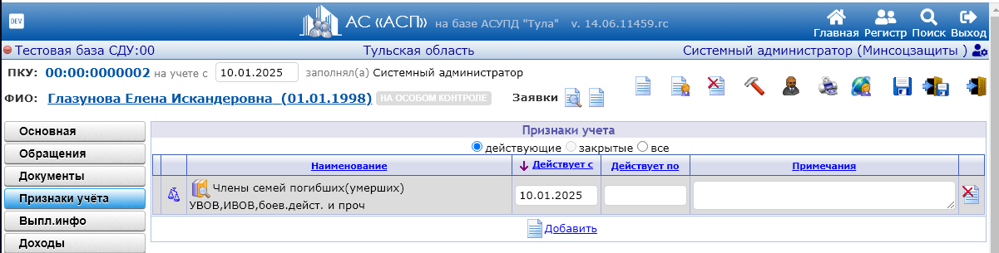 DEV
АС «АСП» на базе АСУПД "Тула" v. 14.06.11459.rc
Главная Регистр Поиск Выход
Тестовая база СДУ:00 Тульская область Системный администратор (Минсоцзащиты )
ПКУ: 00:00:0000002 на учете с 10.01.2025 заполнял(а) Системный администратор
ФИО: Глазунова Елена Искандеровна (01.01.1998) НА ОСОБОМ КОНТРОЛЕ Заявки
Основная
Обращения
Документы
Признаки учёта
Выпл.инфо
Доходы
Признаки учета
действующие закрытые все
Наименование Действует с Действует по Примечания
Члены семей погибших(умерших)
УВОВ,ИВОВ,боев.дейст. и проч
10.01.2025
Добавить